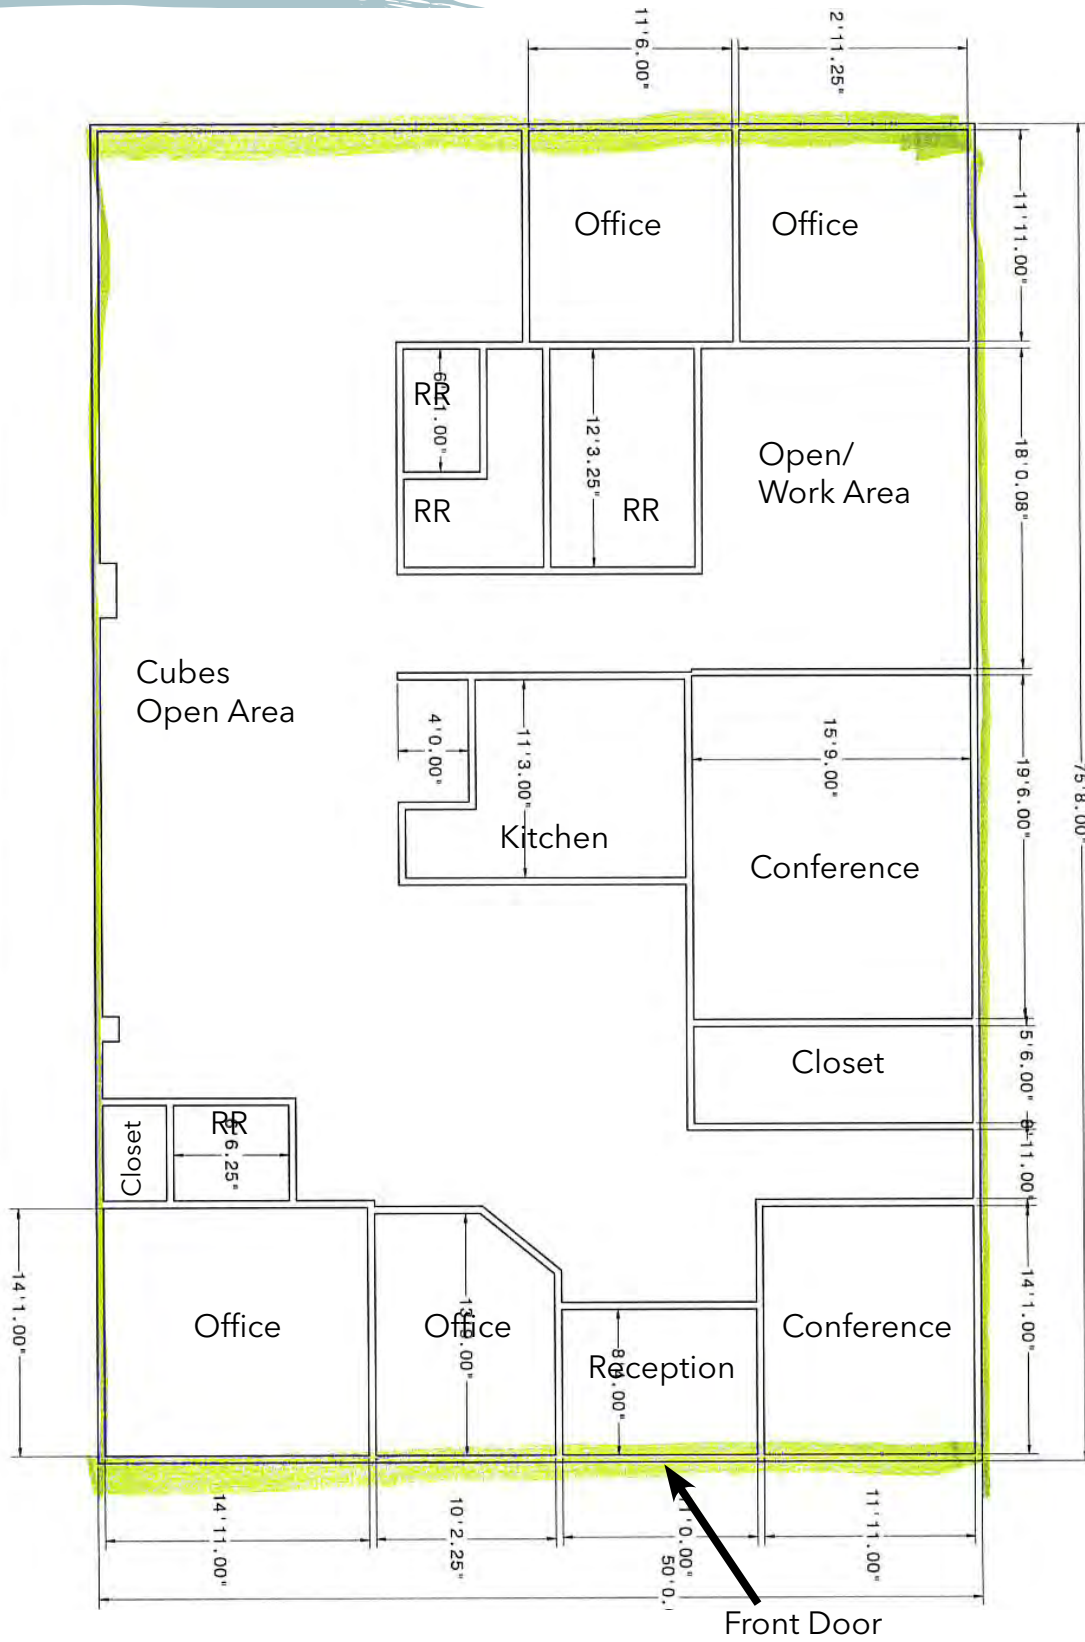 11'6.00"
2'11.25"
Office
Office
11'11.00"
RR
12'3.25"
Open/
Work Area
18'0.08"
RR
RR
Cubes
Open Area
4'0.00"
11'3.00"
15'9.00"
19'6.00"
75'8.00"
Kitchen
Conference
Closet
5'6.00"
RR
Closet
14'1.00"
Office
Office
Reception
Conference
14'1.00"
14'11.00"
10'2.25"
11'11.00"
Front Door